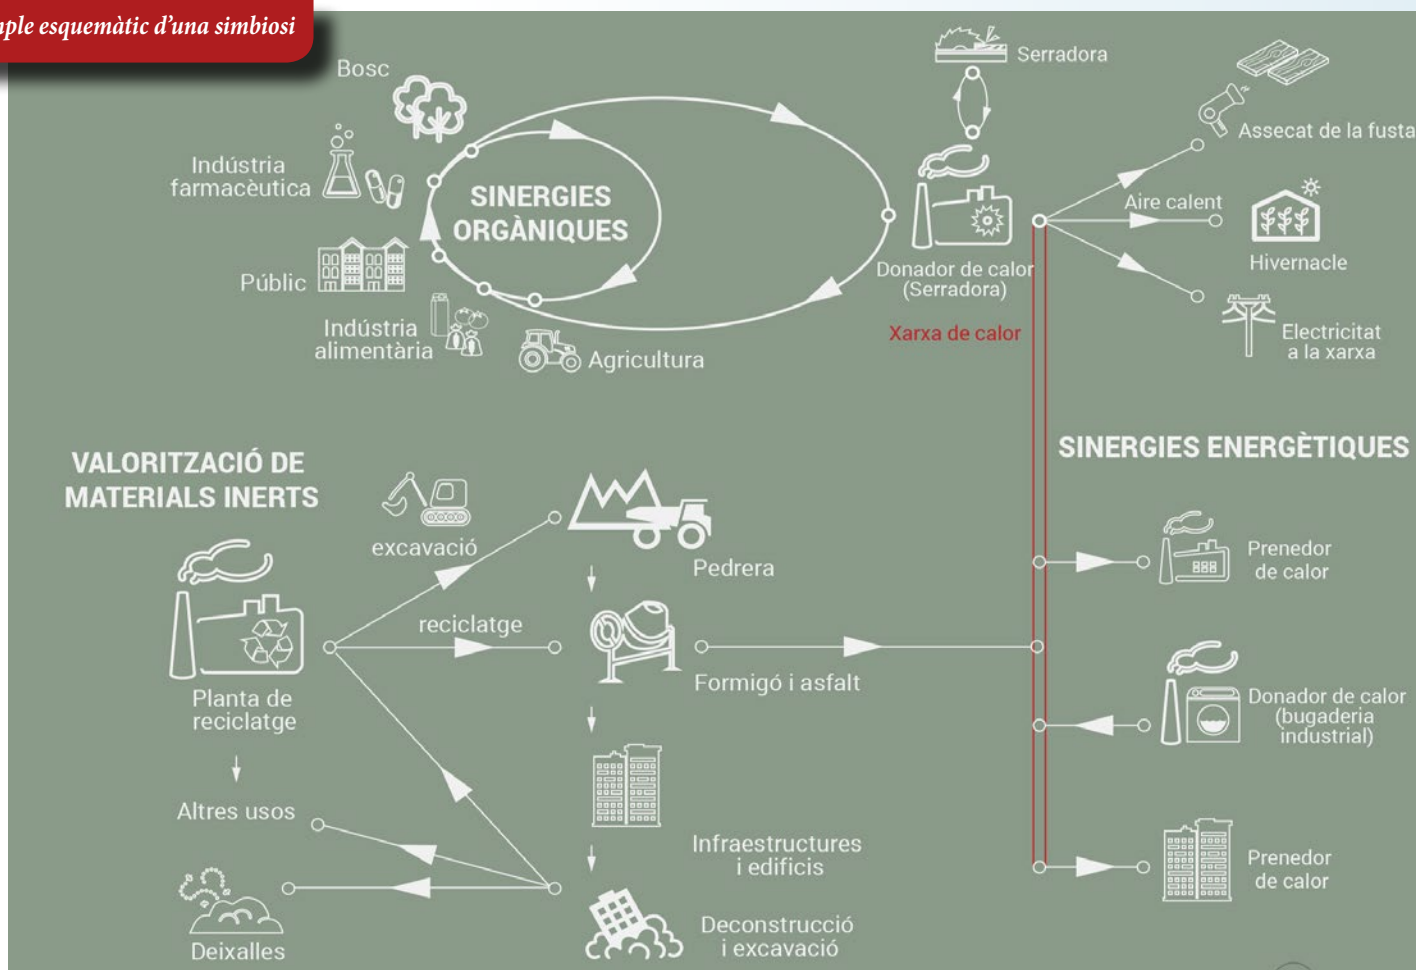 esquemàtic d'una simbiosi
Bosc
Indústria
farmacèutica
Públic
Indústria
alimentària
Agricultura
SINERGIES
ORGÀNIQUES
Serradora
Donador de calor
(Serradora)
Xarxa de calor
Assecat de la fusta
Aire calent
Hivernacle
Electricitat
a la xarxa
SINERGIES ENERGÈTIQUES
VALORITZACIÓ DE
MATERIALS INERTS
excavació
Pedrera
reciclatge
Formigó i asfalt
Planta de
reciclatge
Altres usos
Deixalles
Infraestructures
i edificis
Deconstrucció
i excavació
Prenedor
de calor
Donador de calor
(bugaderia
industrial)
Prenedor
de calor